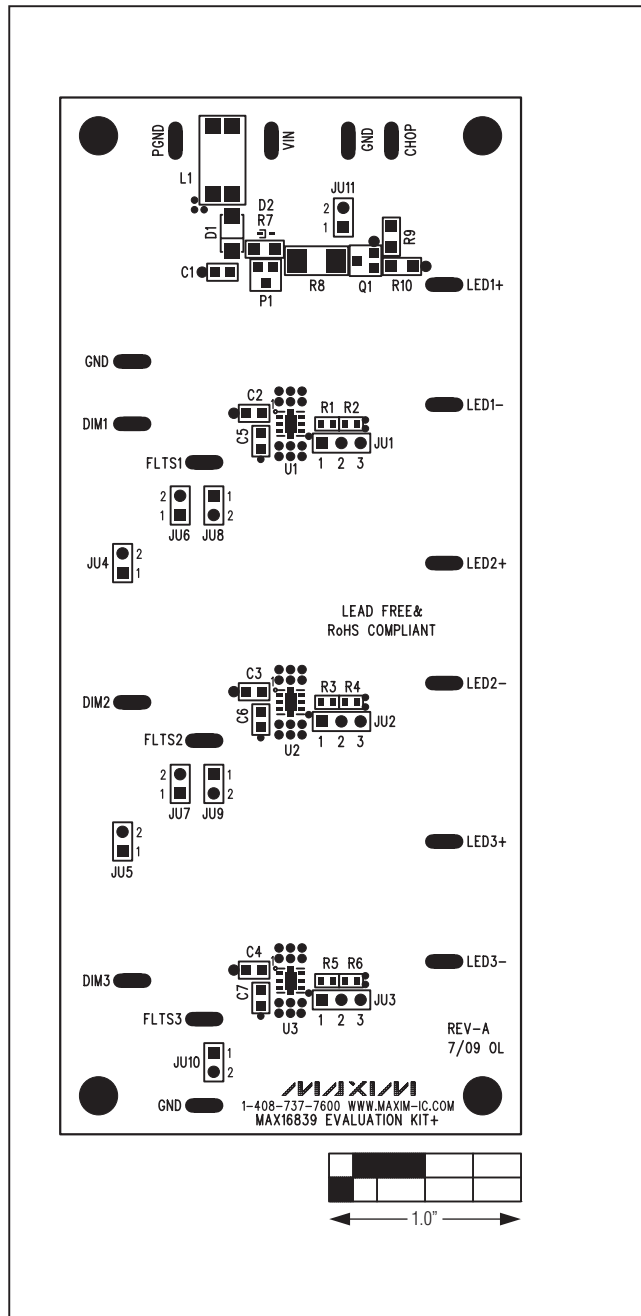 PGND
VIN
GND
CHOP
L1
JU11
2
1
D2
R7
D1
R9
C1
P1
R8
Q1
R10
LED1+
GND
C2
1
LED1-
DIM1
R1 R2
C5
JU1
FLTS1
U1
1 2 3
2
1
1
2
JU6
JU8
JU4
2
1
LED2+
LEAD FREE&
RoHS COMPLIANT
C3
1
LED2-
DIM2
R3 R4
C6
JU2
FLTS2
U2
1 2 3
2
1
1
2
JU7
JU9
2
1
JU5
LED3+
C4
1
LED3-
DIM3
R5 R6
C7
JU3
FLTS3
U3
1 2 3
REV-A
7/09 OL
JU10
1
2
MAXIM
GND
1-408-737-7600 WWW.MAXIM-IC.COM
MAX16839 EVALUATION KIT+
1.0"